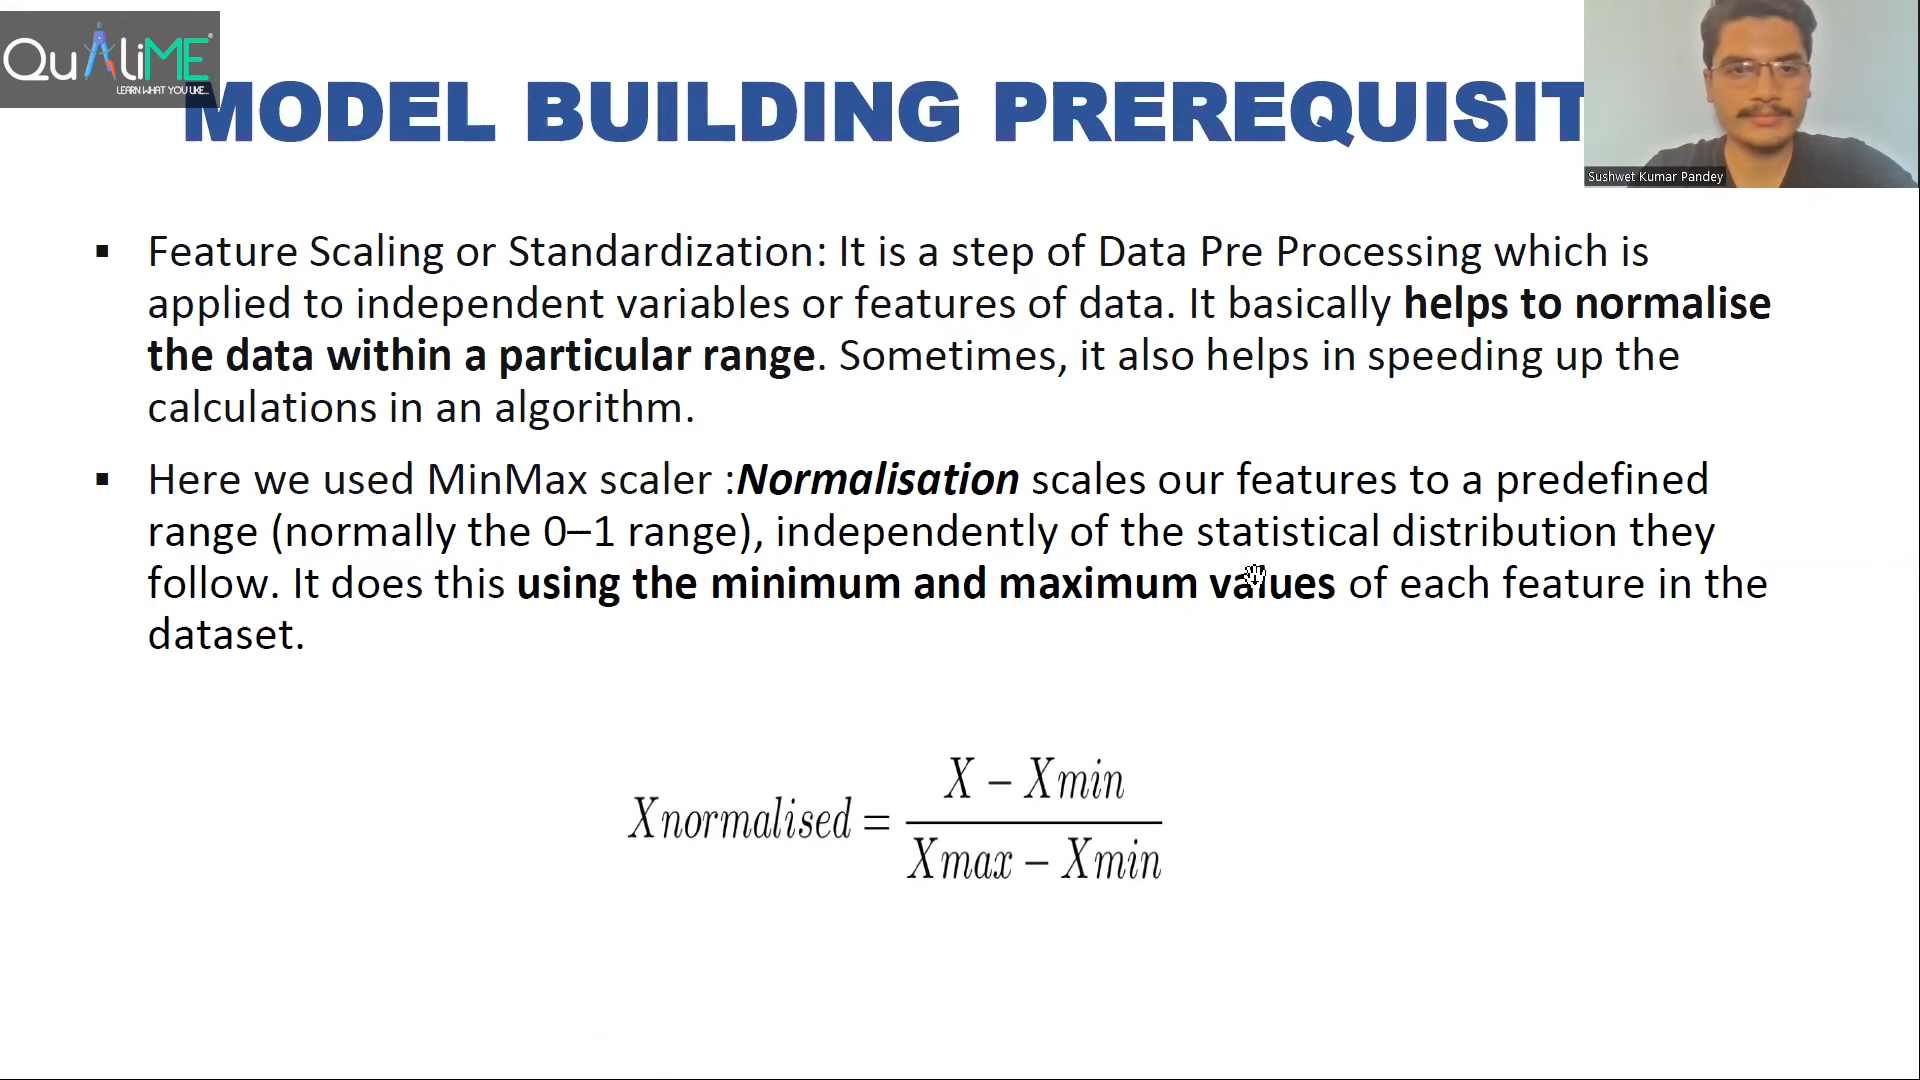 QuAliME
LEARN WHAT YOU LIKE...
MODEL BUILDING PREREQUISIT
Sushwet Kumar Pandey
▪ Feature Scaling or Standardization: It is a step of Data Pre Processing which is
applied to independent variables or features of data. It basically helps to normalise
the data within a particular range. Sometimes, it also helps in speeding up the
calculations in an algorithm.
▪ Here we used MinMax scaler :Normalisation scales our features to a predefined
range (normally the 0–1 range), independently of the statistical distribution they
follow. It does this using the minimum and maximum values of each feature in the
dataset.
X − Xmin
Xnormalised =
Xmax − Xmin